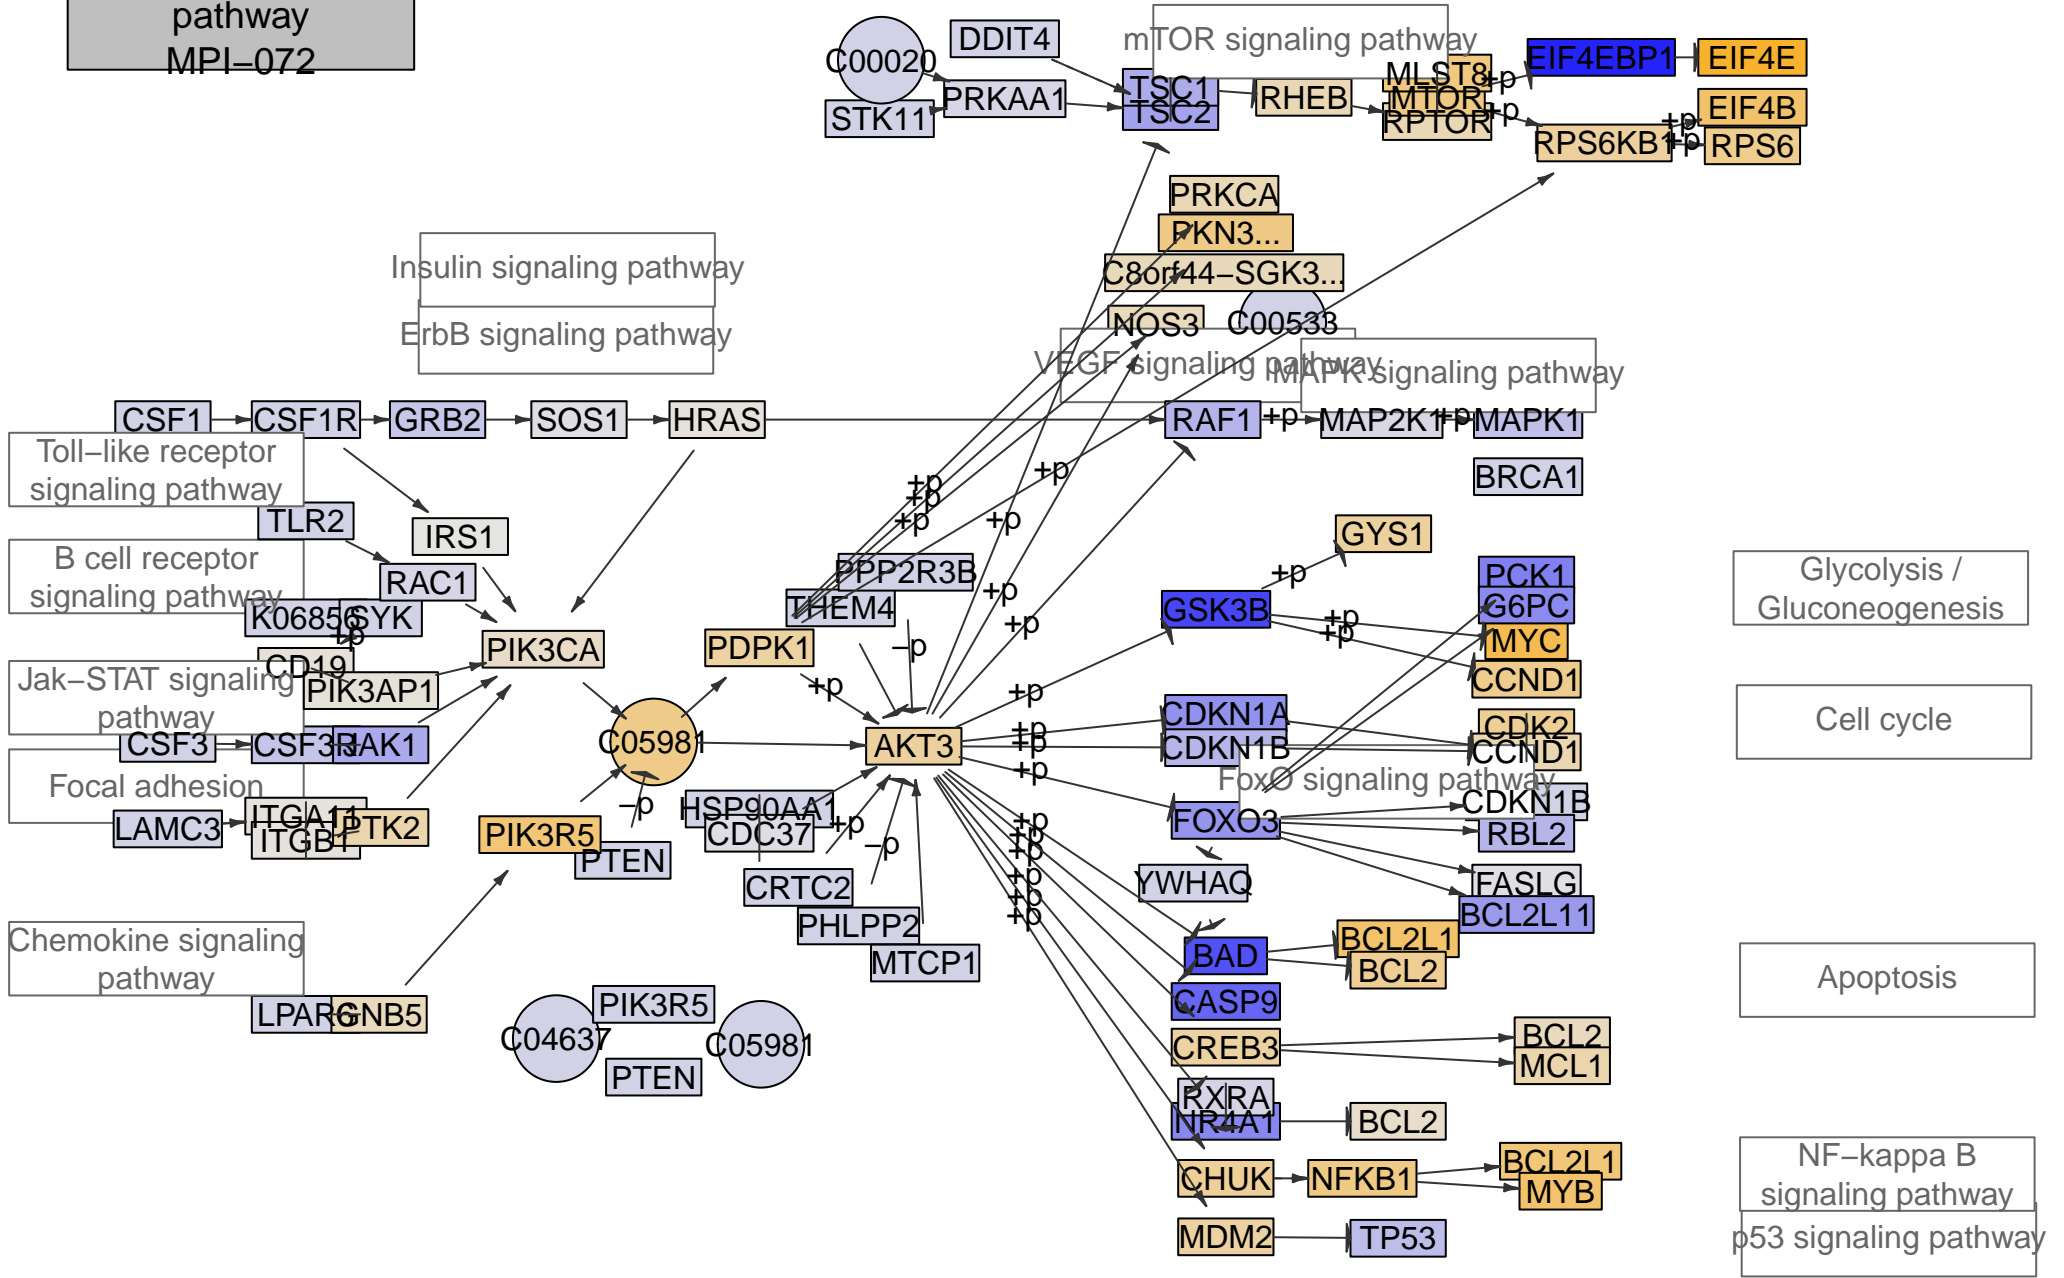 pathway
MPI−072
C00020
DDIT4
mTOR signaling pathway
STK11
PRKAA1
TSC1
TSC2
RHEB
MLST8
MTOR
RPTOR
+p
+p
EIF4EBP1
EIF4E
EIF4B
RPS6KB1
+p
+p
RPS6
PRKCA
PKN3...
C8orf44−SGK3...
NOS3
C00533
Insulin signaling pathway
ErbB signaling pathway
VEGF signaling pathway
MAPK signaling pathway
CSF1
CSF1R
GRB2
SOS1
HRAS
RAF1
+p
MAP2K1
+p
MAPK1
BRCA1
Toll−like receptor
signaling pathway
TLR2
IRS1
B cell receptor
signaling pathway
RAC1
K06856
SYK
+p
CD19
PIK3AP1
PIK3CA
PDPK1
THEM4
PPP2R3B
+p
+p
+p
+p
+p
+p
+p
−p
+p
GYS1
+p
GSK3B
+p
+p
PCK1
G6PC
MYC
CCND1
Glycolysis /
Gluconeogenesis
Jak−STAT signaling
pathway
CSF3
CSF3R
JAK1
C05981
AKT3
+p
+p
+p
+p
CDKN1A
CDKN1B
CDK2
CCND1
Cell cycle
FoxO signaling pathway
Focal adhesion
LAMC3
ITGA11
ITGB1
PTK2
PIK3R5
PTEN
−p
HSP90AA1
CDC37
+p
−p
CRTC2
PHLPP2
MTCP1
+p
+p
+p
+p
+p
+p
FOXO3
CDKN1B
RBL2
YWHAQ
FASLG
BCL2L11
BAD
BCL2L1
BCL2
Apoptosis
CASP9
Chemokine signaling
pathway
LPAR6
GNB5
C04637
PIK3R5
PTEN
C05981
CREB3
BCL2
MCL1
RXRA
NR4A1
BCL2
CHUK
NFKB1
BCL2L1
MYB
NF−kappa B
signaling pathway
MDM2
TP53
p53 signaling pathway